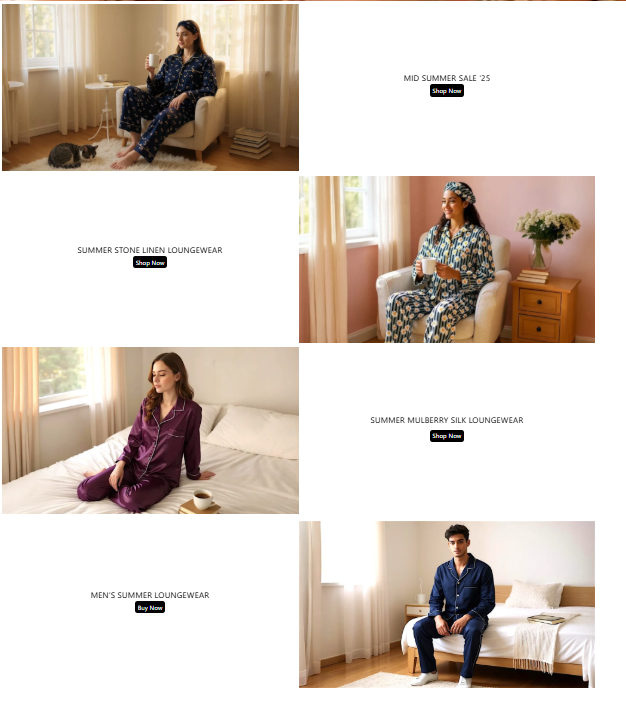 MID SUMMER SALE '25
Shop Now
SUMMER STONE LINEN LOUNGEWEAR
Shop Now
SUMMER MULBERRY SILK LOUNGEWEAR
Shop Now
MEN'S SUMMER LOUNGEWEAR
Buy Now